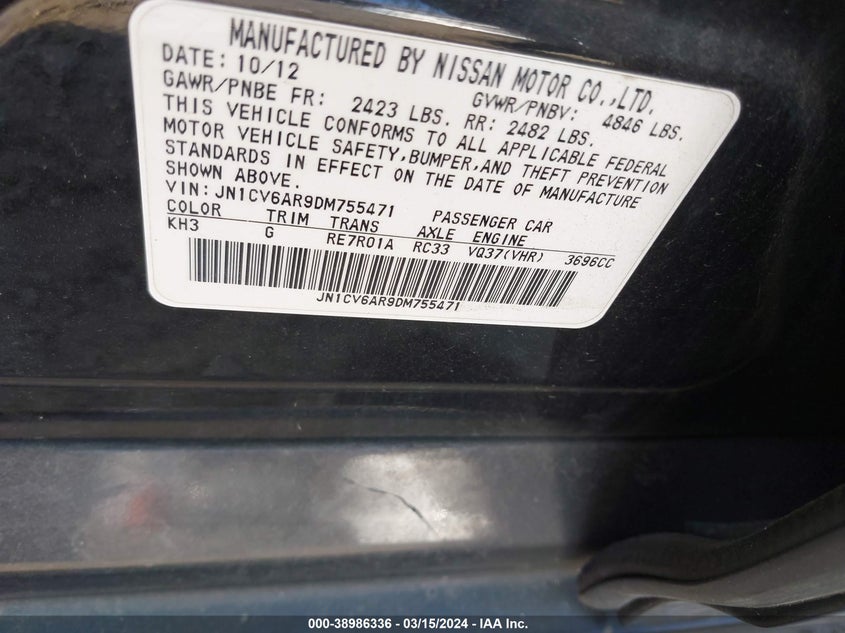 MANUFACTURED BY NISSAN MOTOR CO.,LTD.
DATE: 10/12 GVWR/PNBV: 4846 LBS.
GAWR/PNBE FR: 2423 LBS. RR: 2482 LBS.
THIS VEHICLE CONFORMS TO ALL APPLICABLE FEDERAL
MOTOR VEHICLE SAFETY,BUMPER,AND THEFT PREVENTION
STANDARDS IN EFFECT ON THE DATE OF MANUFACTURE
SHOWN ABOVE.
VIN: JN1CV6AR9DM755471 PASSENGER CAR
COLOR TRIM TRANS AXLE ENGINE
KH3 G RE7R01A RC33 VQ37(VHR) 3696CC
JN1CV6AR9DM755471
000-38986336 - 03/15/2024 - IAA Inc.